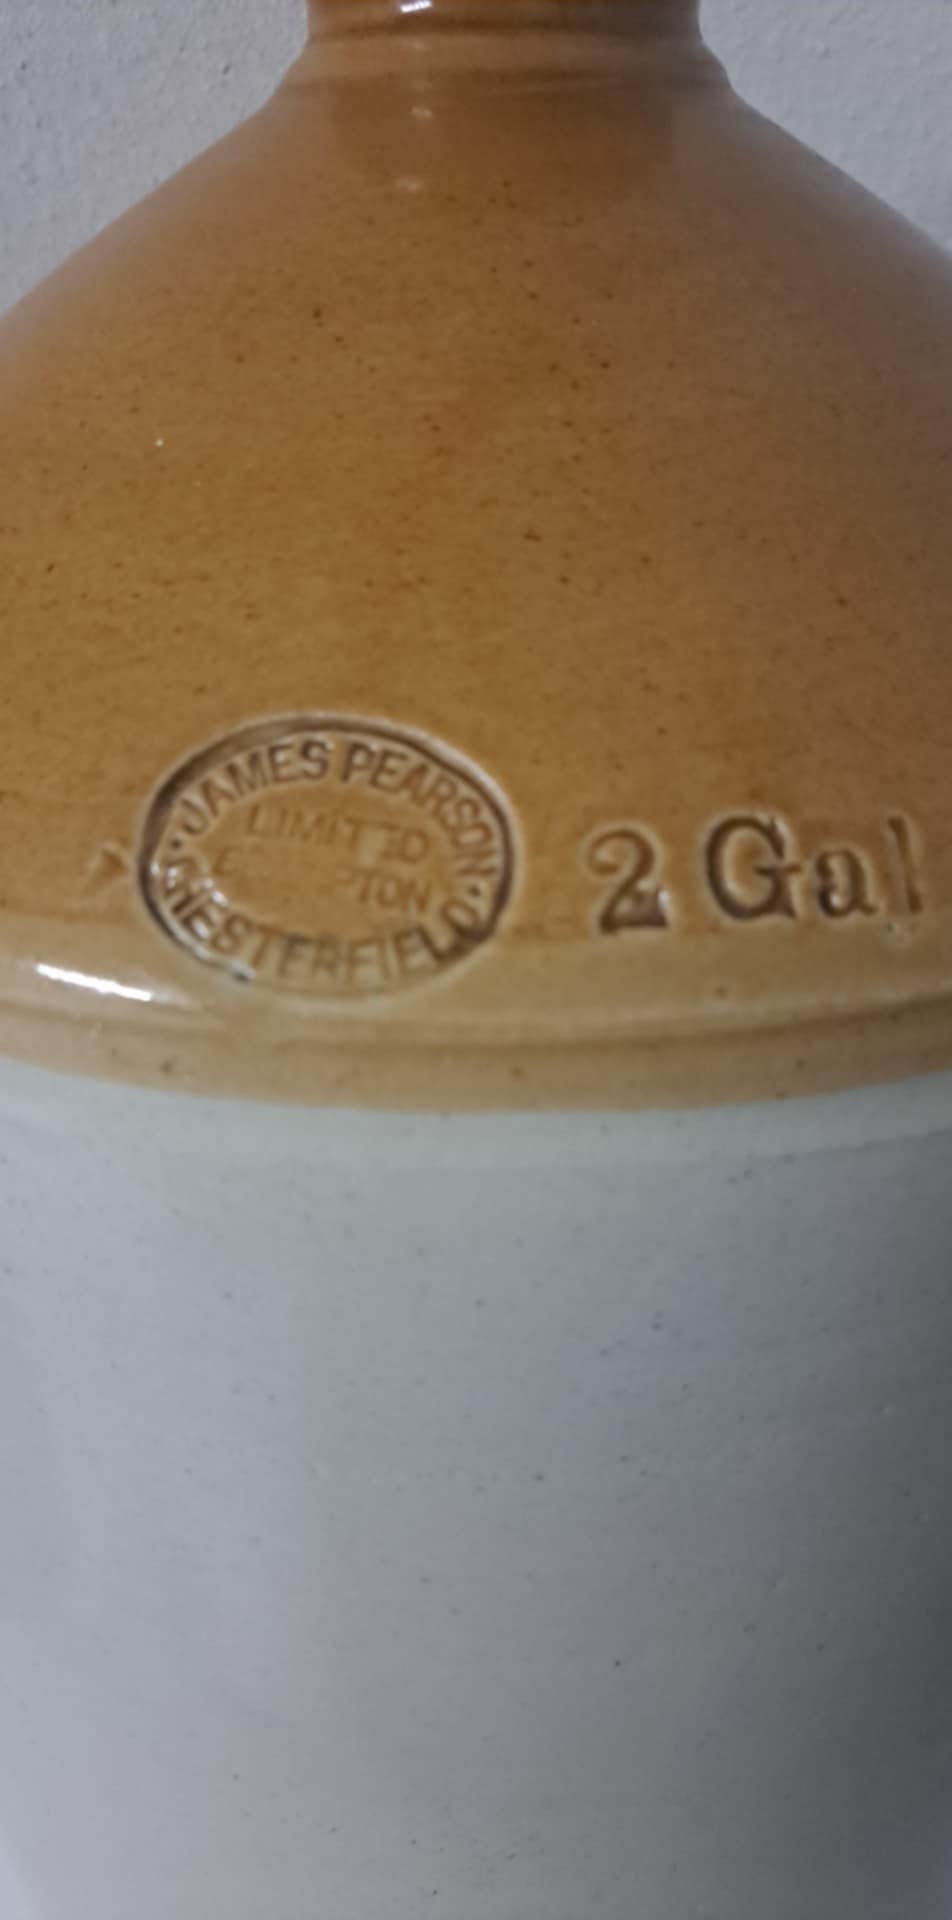 JAMES PEARSON
LIMITED
CHESTERFIELD
2 Gal